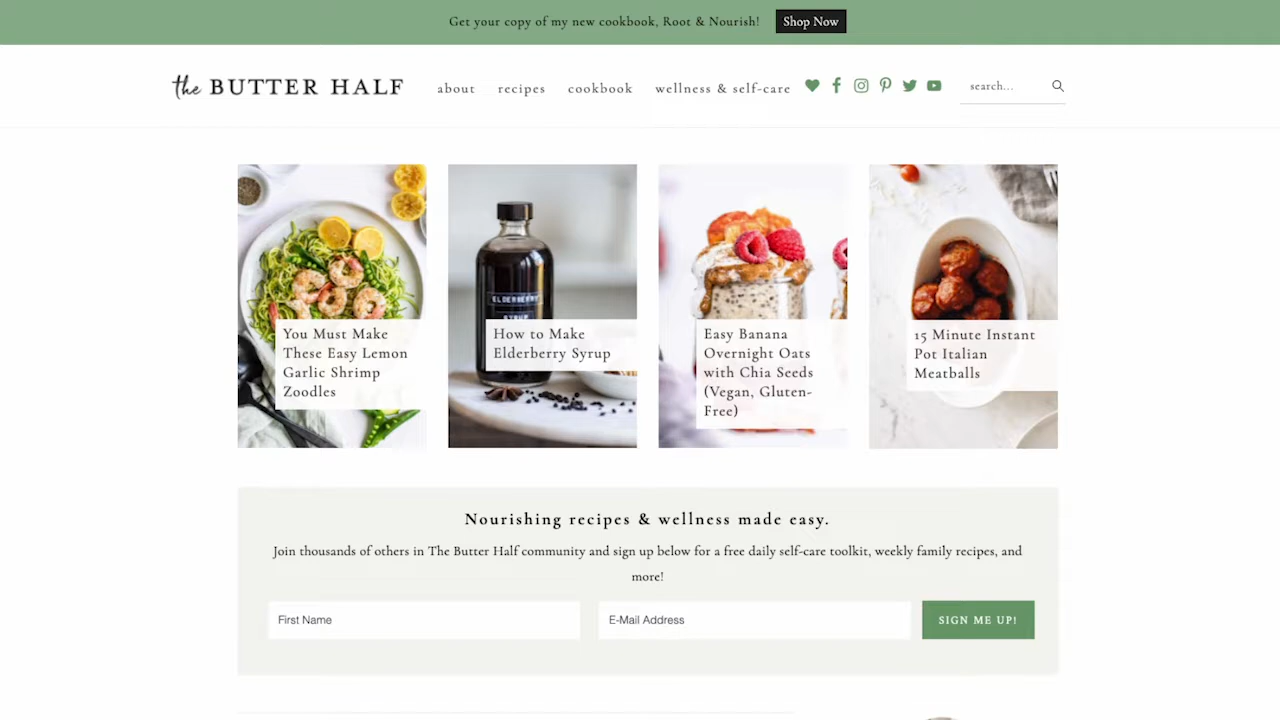 Get your copy of my new cookbook, Root & Nourish! Shop Now
the BUTTER HALF about recipes cookbook wellness & self-care search...
You Must Make
These Easy Lemon
Garlic Shrimp
Zoodles
ELDERBERRY
SYRUP
How to Make
Elderberry Syrup
Easy Banana
Overnight Oats
with Chia Seeds
(Vegan, Gluten-
Free)
15 Minute Instant
Pot Italian
Meatballs
Nourishing recipes & wellness made easy.
Join thousands of others in The Butter Half community and sign up below for a free daily self-care toolkit, weekly family recipes, and
more!
First Name E-Mail Address SIGN ME UP!